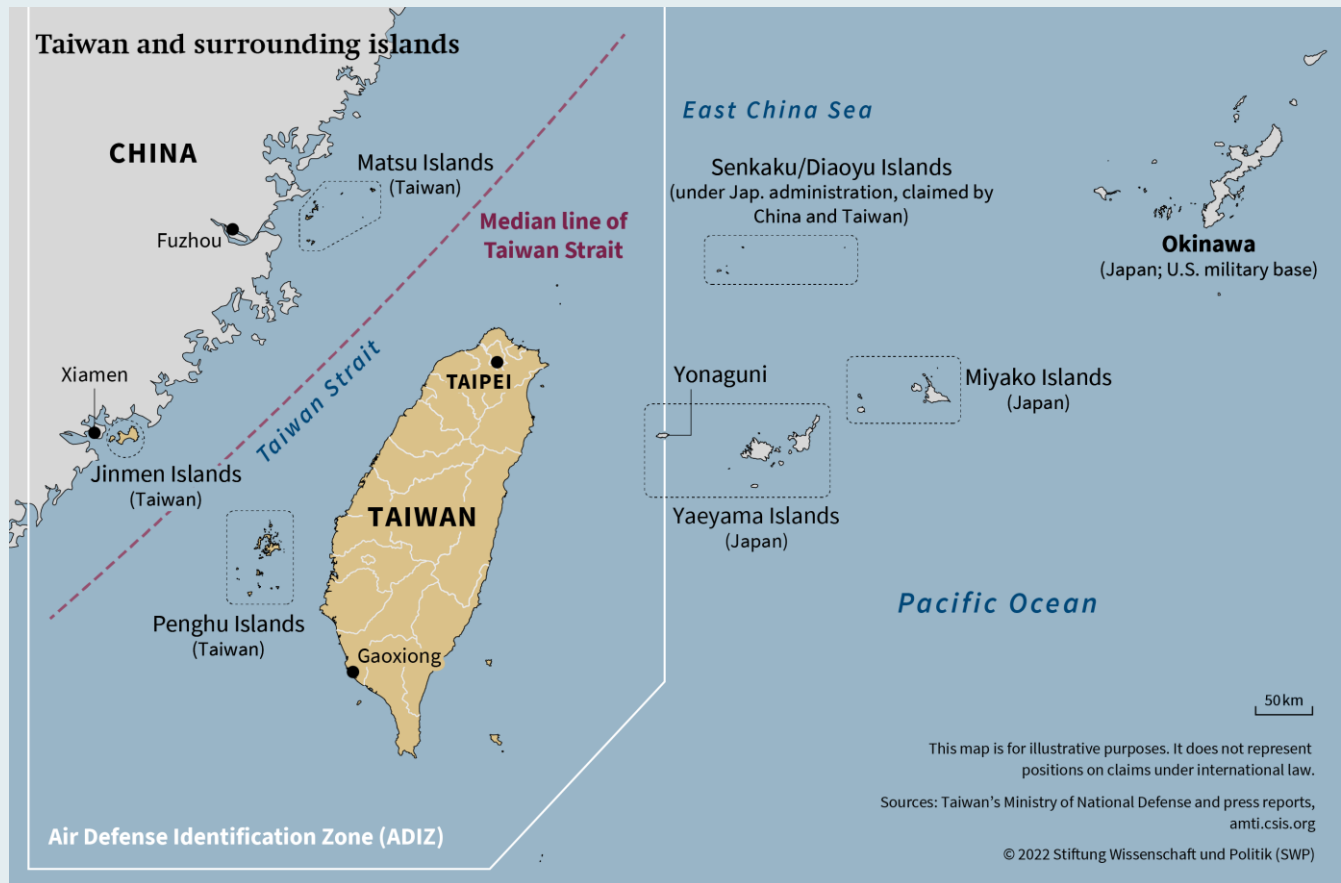 Taiwan and surrounding islands
East China Sea
CHINA
Matsu Islands
(Taiwan)
Senkaku/Diaoyu Islands
(under Jap. administration, claimed by
China and Taiwan)
Median line of
Taiwan Strait
Fuzhou
Okinawa
(Japan; U.S. military base)
Taiwan Strait
Xiamen
TAIPEI
Yonaguni
Miyako Islands
(Japan)
Jinmen Islands
(Taiwan)
TAIWAN
Yaeyama Islands
(Japan)
Pacific Ocean
Penghu Islands
(Taiwan)
Gaoxiong
50 km
This map is for illustrative purposes. It does not represent
positions on claims under international law.
Sources: Taiwan's Ministry of National Defense and press reports,
amti.csis.org
Air Defense Identification Zone (ADIZ)
© 2022 Stiftung Wissenschaft und Politik (SWP)